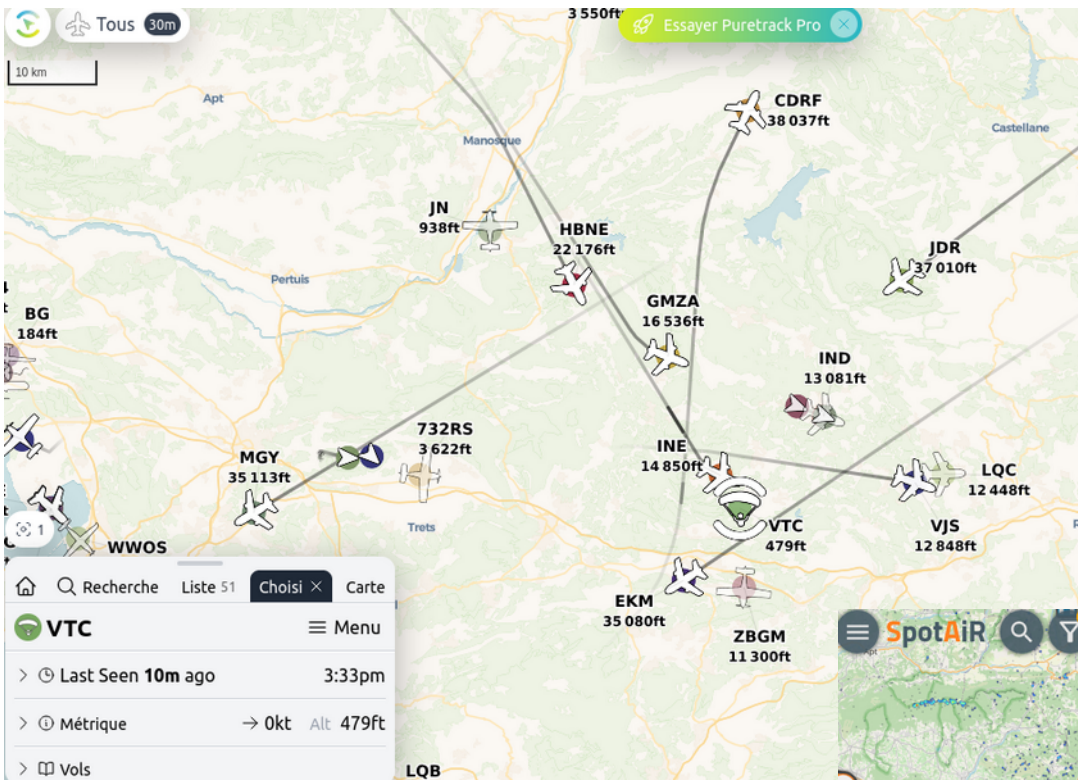 Tous 30m
3 550ft
Essayer Puretrack Pro
10 km
Apt
CDRF
38 037ft
Castellane
Manosque
JN
938ft
HBNE
22 176ft
JDR
37 010ft
Pertuis
GMZA
16 536ft
BG
184ft
IND
13 081ft
732RS
3 622ft
MGY
35 113ft
INE
14 850ft
LQC
12 448ft
Trets
VTC
479ft
VJS
12 848ft
1
WWOS
EKM
35 080ft
ZBGM
11 300ft
Recherche Liste 51 Choisi × Carte
VTC Menu
Last Seen 10m ago 3:33pm
Métrique → 0kt Alt 479ft
Vols
LQB
SpotAiR
Apt